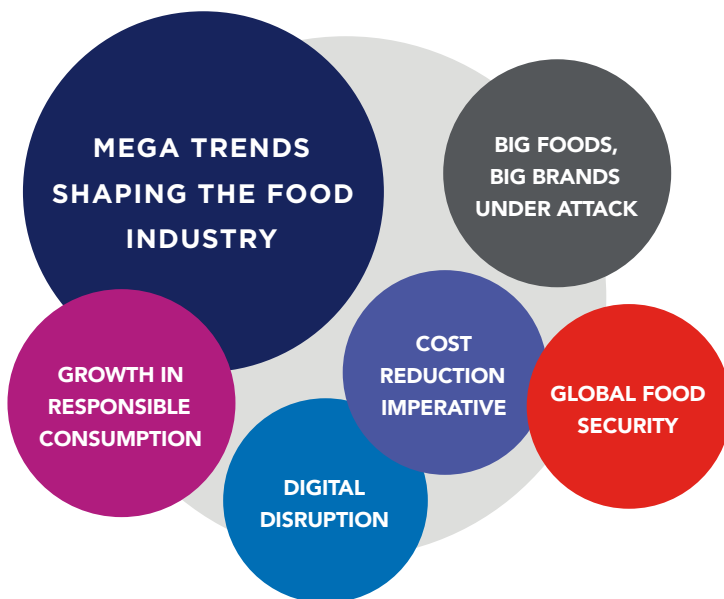 MEGA TRENDS
SHAPING THE FOOD
INDUSTRY
BIG FOODS,
BIG BRANDS
UNDER ATTACK
COST
REDUCTION
IMPERATIVE
GLOBAL FOOD
SECURITY
GROWTH IN
RESPONSIBLE
CONSUMPTION
DIGITAL
DISRUPTION